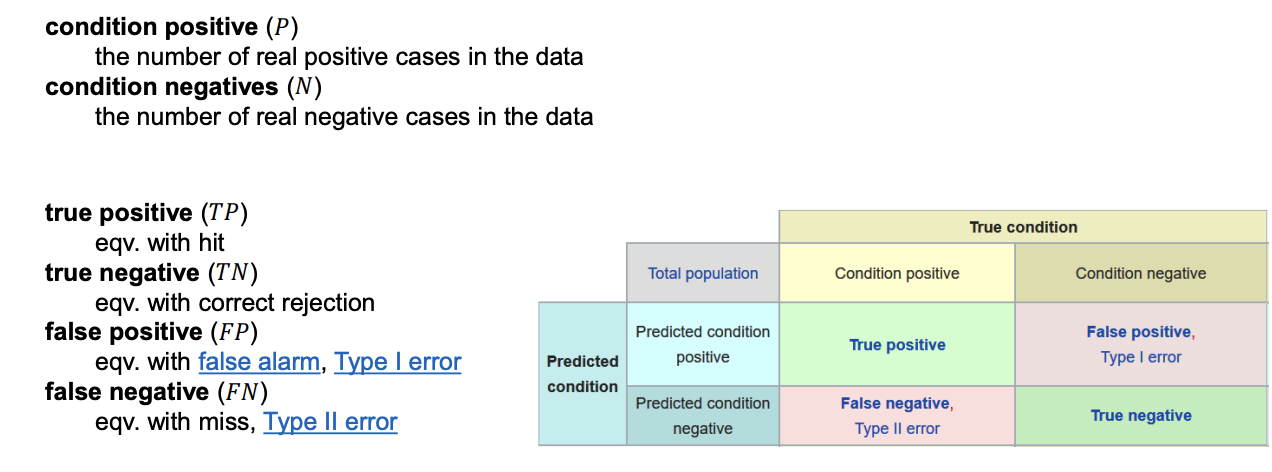 condition positive (P)
the number of real positive cases in the data
condition negatives (N)
the number of real negative cases in the data
true positive (TP)
eqv. with hit
true negative (TN)
eqv. with correct rejection
false positive (FP)
eqv. with false alarm, Type I error
false negative (FN)
eqv. with miss, Type II error
True condition
Total population
Condition positive
Condition negative
Predicted
condition
Predicted condition
positive
True positive
False positive,
Type I error
Predicted condition
negative
False negative,
Type II error
True negative